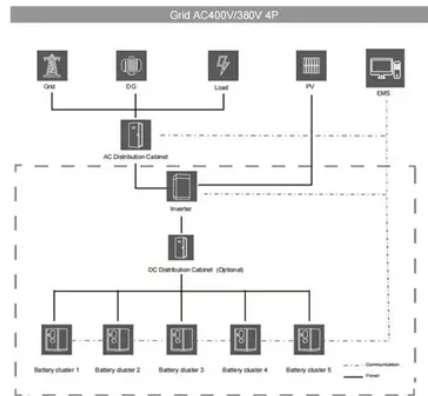 Grid AC400V/380V 4P
Grid
DG
Load
PV
EMS
AC Distribution Cabinet
Inverter
DC Distribution Cabinet (Optional)
Battery cluster 1
Battery cluster 2
Battery cluster 3
Battery cluster 4
Battery cluster 5
Communication
Power